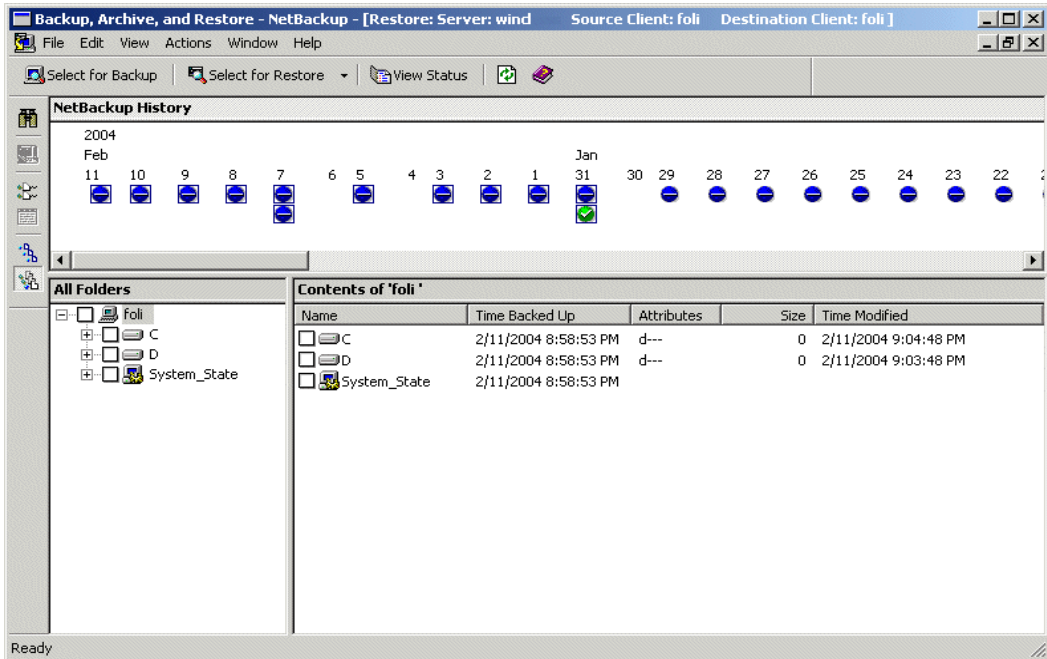 Backup, Archive, and Restore - NetBackup - [Restore: Server: wind Source Client: foli Destination Client: foli ]
File Edit View Actions Window Help
Select for Backup Select for Restore View Status
NetBackup History
2004
Feb Jan
11 10 9 8 7 6 5 4 3 2 1 31 30 29 28 27 26 25 24 23 22
All Folders Contents of 'foli '
foli
C
D
System_State
Name Time Backed Up Attributes Size Time Modified
C 2/11/2004 8:58:53 PM d--- 0 2/11/2004 9:04:48 PM
D 2/11/2004 8:58:53 PM d--- 0 2/11/2004 9:03:48 PM
System_State 2/11/2004 8:58:53 PM
Ready